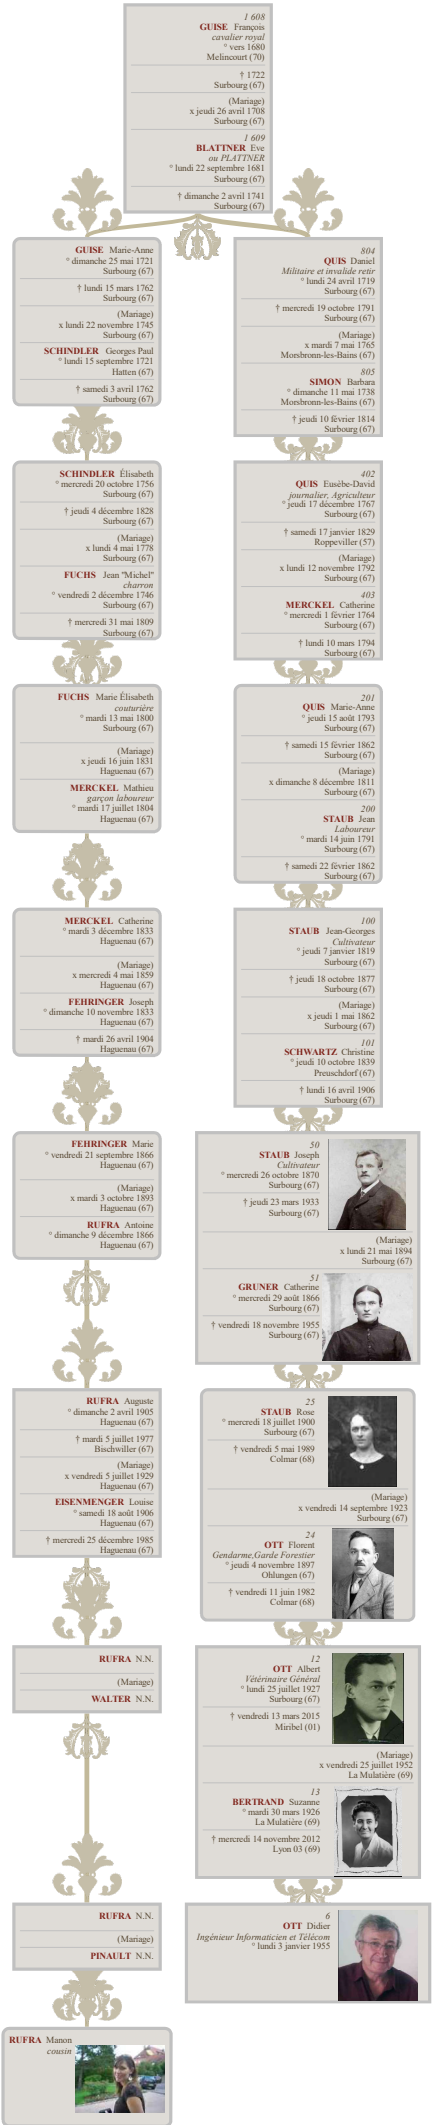 1 608
GUISE François
cavalier royal
° vers 1680
Melincourt (70)
† 1722
Surbourg (67)
(Mariage)
x jeudi 26 avril 1708
Surbourg (67)
1 609
BLATTNER Eve
ou PLATTNER
° lundi 22 septembre 1681
Surbourg (67)
† dimanche 2 avril 1741
Surbourg (67)
GUISE Marie-Anne
° dimanche 25 mai 1721
Surbourg (67)
† lundi 15 mars 1762
Surbourg (67)
(Mariage)
x lundi 22 novembre 1745
Surbourg (67)
SCHINDLER Georges Paul
° lundi 15 septembre 1721
Hatten (67)
† samedi 3 avril 1762
Surbourg (67)
804
QUIS Daniel
Militaire et invalide retir
° lundi 24 avril 1719
Surbourg (67)
† mercredi 19 octobre 1791
Surbourg (67)
(Mariage)
x mardi 7 mai 1765
Morsbronn-les-Bains (67)
805
SIMON Barbara
° dimanche 11 mai 1738
Morsbronn-les-Bains (67)
† jeudi 10 février 1814
Surbourg (67)
SCHINDLER Élisabeth
° mercredi 20 octobre 1756
Surbourg (67)
† jeudi 4 décembre 1828
Surbourg (67)
(Mariage)
x lundi 4 mai 1778
Surbourg (67)
FUCHS Jean "Michel"
charron
° vendredi 2 décembre 1746
Surbourg (67)
† mercredi 31 mai 1809
Surbourg (67)
402
QUIS Eusèbe-David
journalier, Agriculteur
° jeudi 17 décembre 1767
Surbourg (67)
† samedi 17 janvier 1829
Roppeviller (57)
(Mariage)
x lundi 12 novembre 1792
Surbourg (67)
403
MERCKEL Catherine
° mercredi 1 février 1764
Surbourg (67)
† lundi 10 mars 1794
Surbourg (67)
FUCHS Marie Élisabeth
couturière
° mardi 13 mai 1800
Surbourg (67)
(Mariage)
x jeudi 16 juin 1831
Haguenau (67)
MERCKEL Mathieu
garçon laboureur
° mardi 17 juillet 1804
Haguenau (67)
201
QUIS Marie-Anne
° jeudi 15 août 1793
Surbourg (67)
† samedi 15 février 1862
Surbourg (67)
(Mariage)
x dimanche 8 décembre 1811
Surbourg (67)
200
STAUB Jean
Laboureur
° mardi 14 juin 1791
Surbourg (67)
† samedi 22 février 1862
Surbourg (67)
MERCKEL Catherine
° mardi 3 décembre 1833
Haguenau (67)
(Mariage)
x mercredi 4 mai 1859
Haguenau (67)
FEHRINGER Joseph
° dimanche 10 novembre 1833
Haguenau (67)
† mardi 26 avril 1904
Haguenau (67)
100
STAUB Jean-Georges
Cultivateur
° jeudi 7 janvier 1819
Surbourg (67)
† jeudi 18 octobre 1877
Surbourg (67)
(Mariage)
x jeudi 1 mai 1862
Surbourg (67)
101
SCHWARTZ Christine
° jeudi 10 octobre 1839
Preuschdorf (67)
† lundi 16 avril 1906
Surbourg (67)
FEHRINGER Marie
° vendredi 21 septembre 1866
Haguenau (67)
(Mariage)
x mardi 3 octobre 1893
Haguenau (67)
RUFRA Antoine
° dimanche 9 décembre 1866
Haguenau (67)
50
STAUB Joseph
Cultivateur
° mercredi 26 octobre 1870
Surbourg (67)
† jeudi 23 mars 1933
Surbourg (67)
(Mariage)
x lundi 21 mai 1894
Surbourg (67)
51
GRUNER Catherine
° mercredi 29 août 1866
Surbourg (67)
† vendredi 18 novembre 1955
Surbourg (67)
RUFRA Auguste
° dimanche 2 avril 1905
Haguenau (67)
† mardi 5 juillet 1977
Bischwiller (67)
(Mariage)
x vendredi 5 juillet 1929
Haguenau (67)
EISENMENGER Louise
° samedi 18 août 1906
Haguenau (67)
† mercredi 25 décembre 1985
Haguenau (67)
25
STAUB Rose
° mercredi 18 juillet 1900
Surbourg (67)
† vendredi 5 mai 1989
Colmar (68)
(Mariage)
x vendredi 14 septembre 1923
Surbourg (67)
24
OTT Florent
Gendarme,Garde Forestier
° jeudi 4 novembre 1897
Ohlungen (67)
† vendredi 11 juin 1982
Colmar (68)
RUFRA N.N.
(Mariage)
WALTER N.N.
12
OTT Albert
Vétérinaire Général
° lundi 25 juillet 1927
Surbourg (67)
† vendredi 13 mars 2015
Miribel (01)
(Mariage)
x vendredi 25 juillet 1952
La Mulatière (69)
13
BERTRAND Suzanne
° mardi 30 mars 1926
La Mulatière (69)
† mercredi 14 novembre 2012
Lyon 03 (69)
RUFRA N.N.
(Mariage)
PINAULT N.N.
6
OTT Didier
Ingénieur Informaticien et Télécom
° lundi 3 janvier 1955
RUFRA Manon
cousin